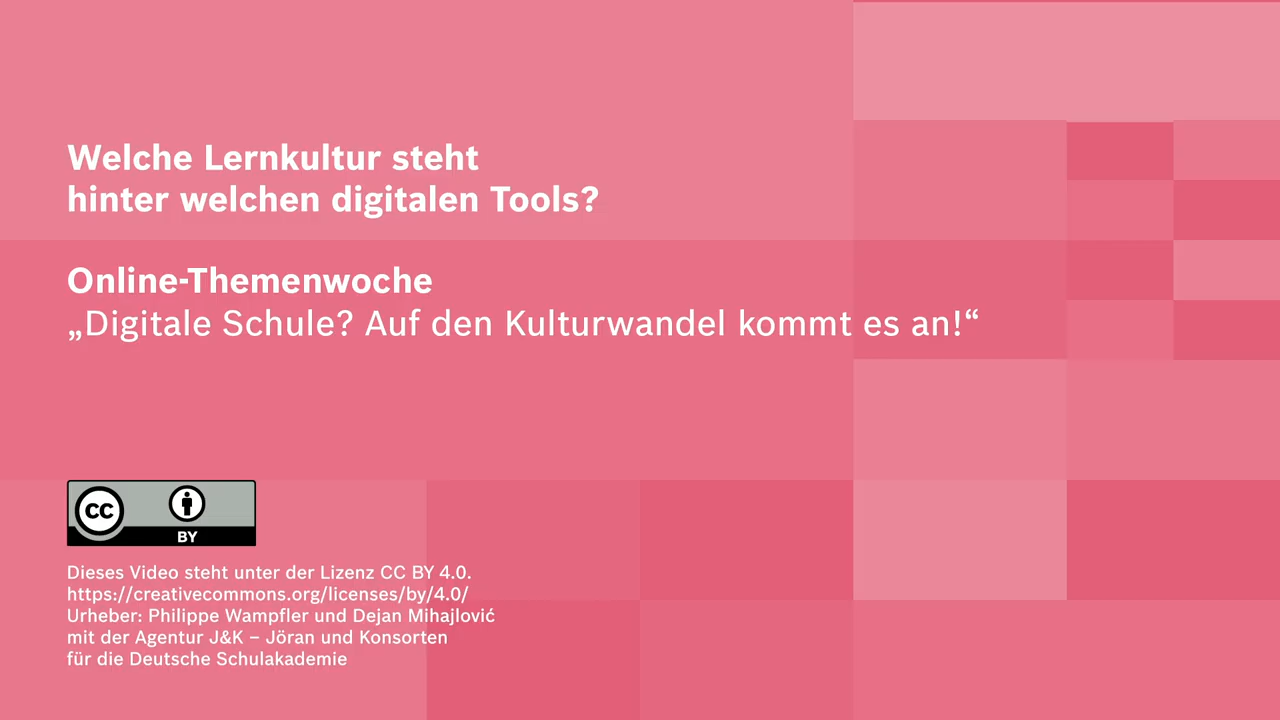 Welche Lernkultur steht
hinter welchen digitalen Tools?
Online-Themenwoche
„Digitale Schule? Auf den Kulturwandel kommt es an!“
CC
BY
Dieses Video steht unter der Lizenz CC BY 4.0.
https://creativecommons.org/licenses/by/4.0/
Urheber: Philippe Wampfler und Dejan Mihajlović
mit der Agentur J&K – Jöran und Konsorten
für die Deutsche Schulakademie